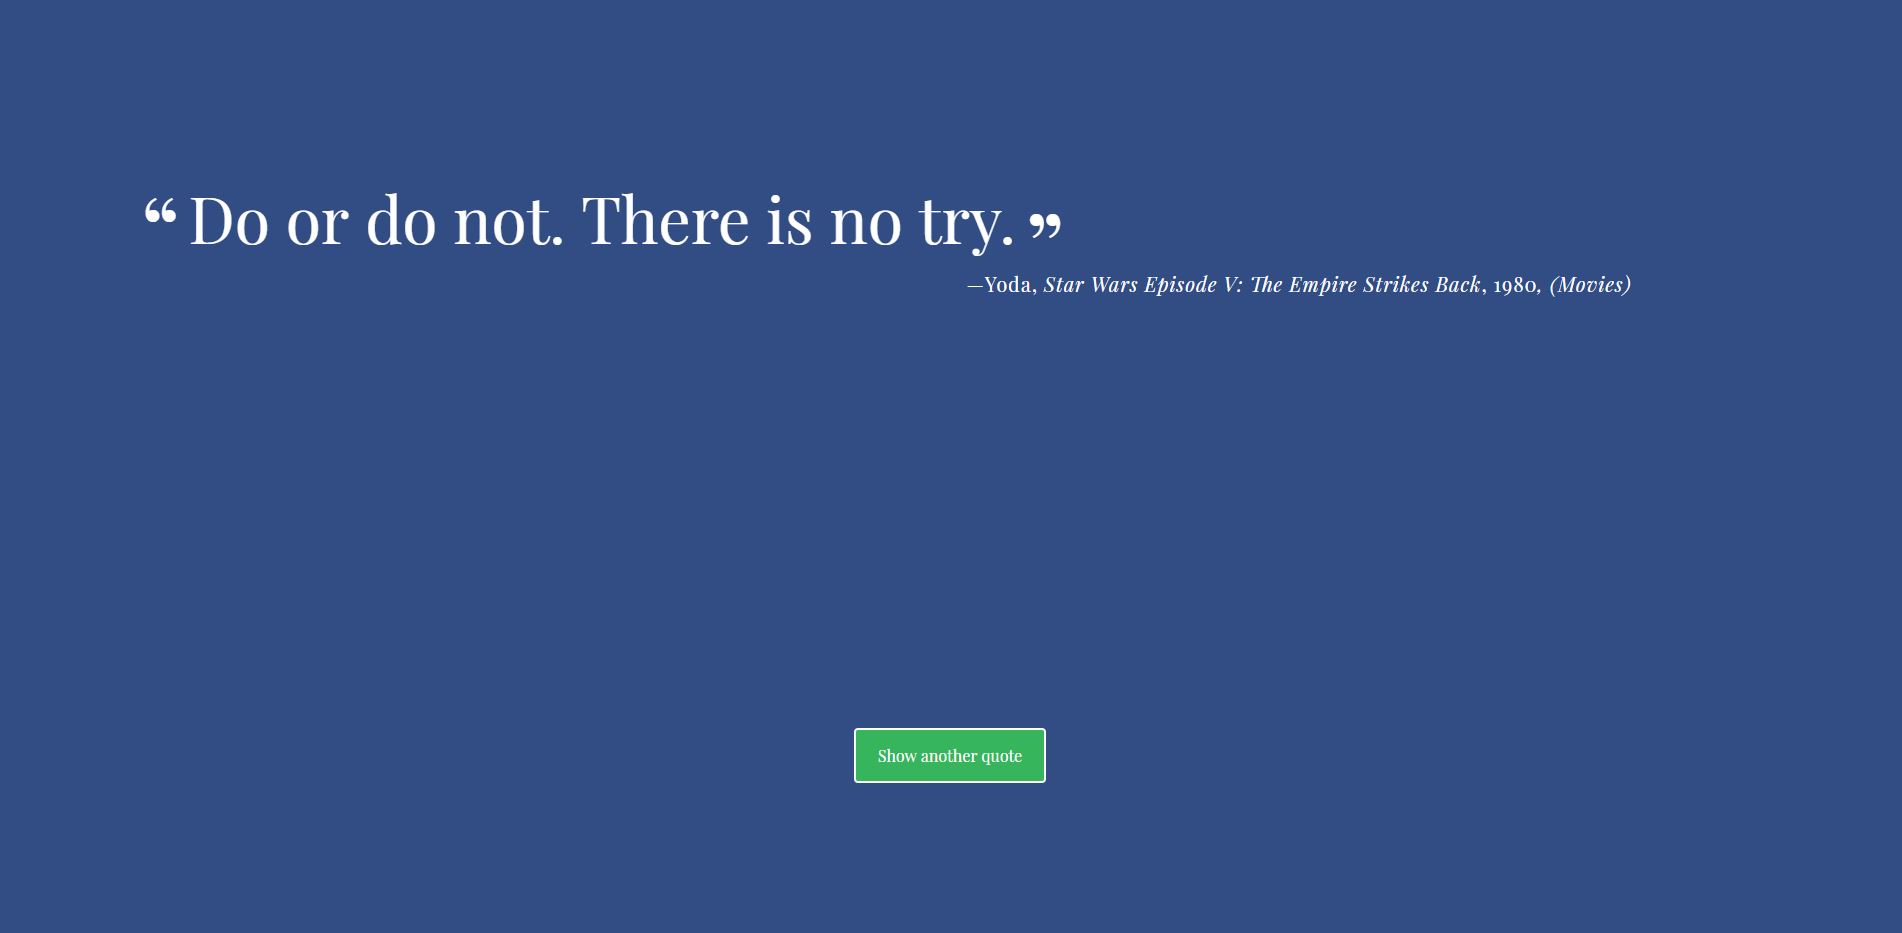 “ Do or do not. There is no try. ”
—Yoda, Star Wars Episode V: The Empire Strikes Back, 1980, (Movies)
Show another quote